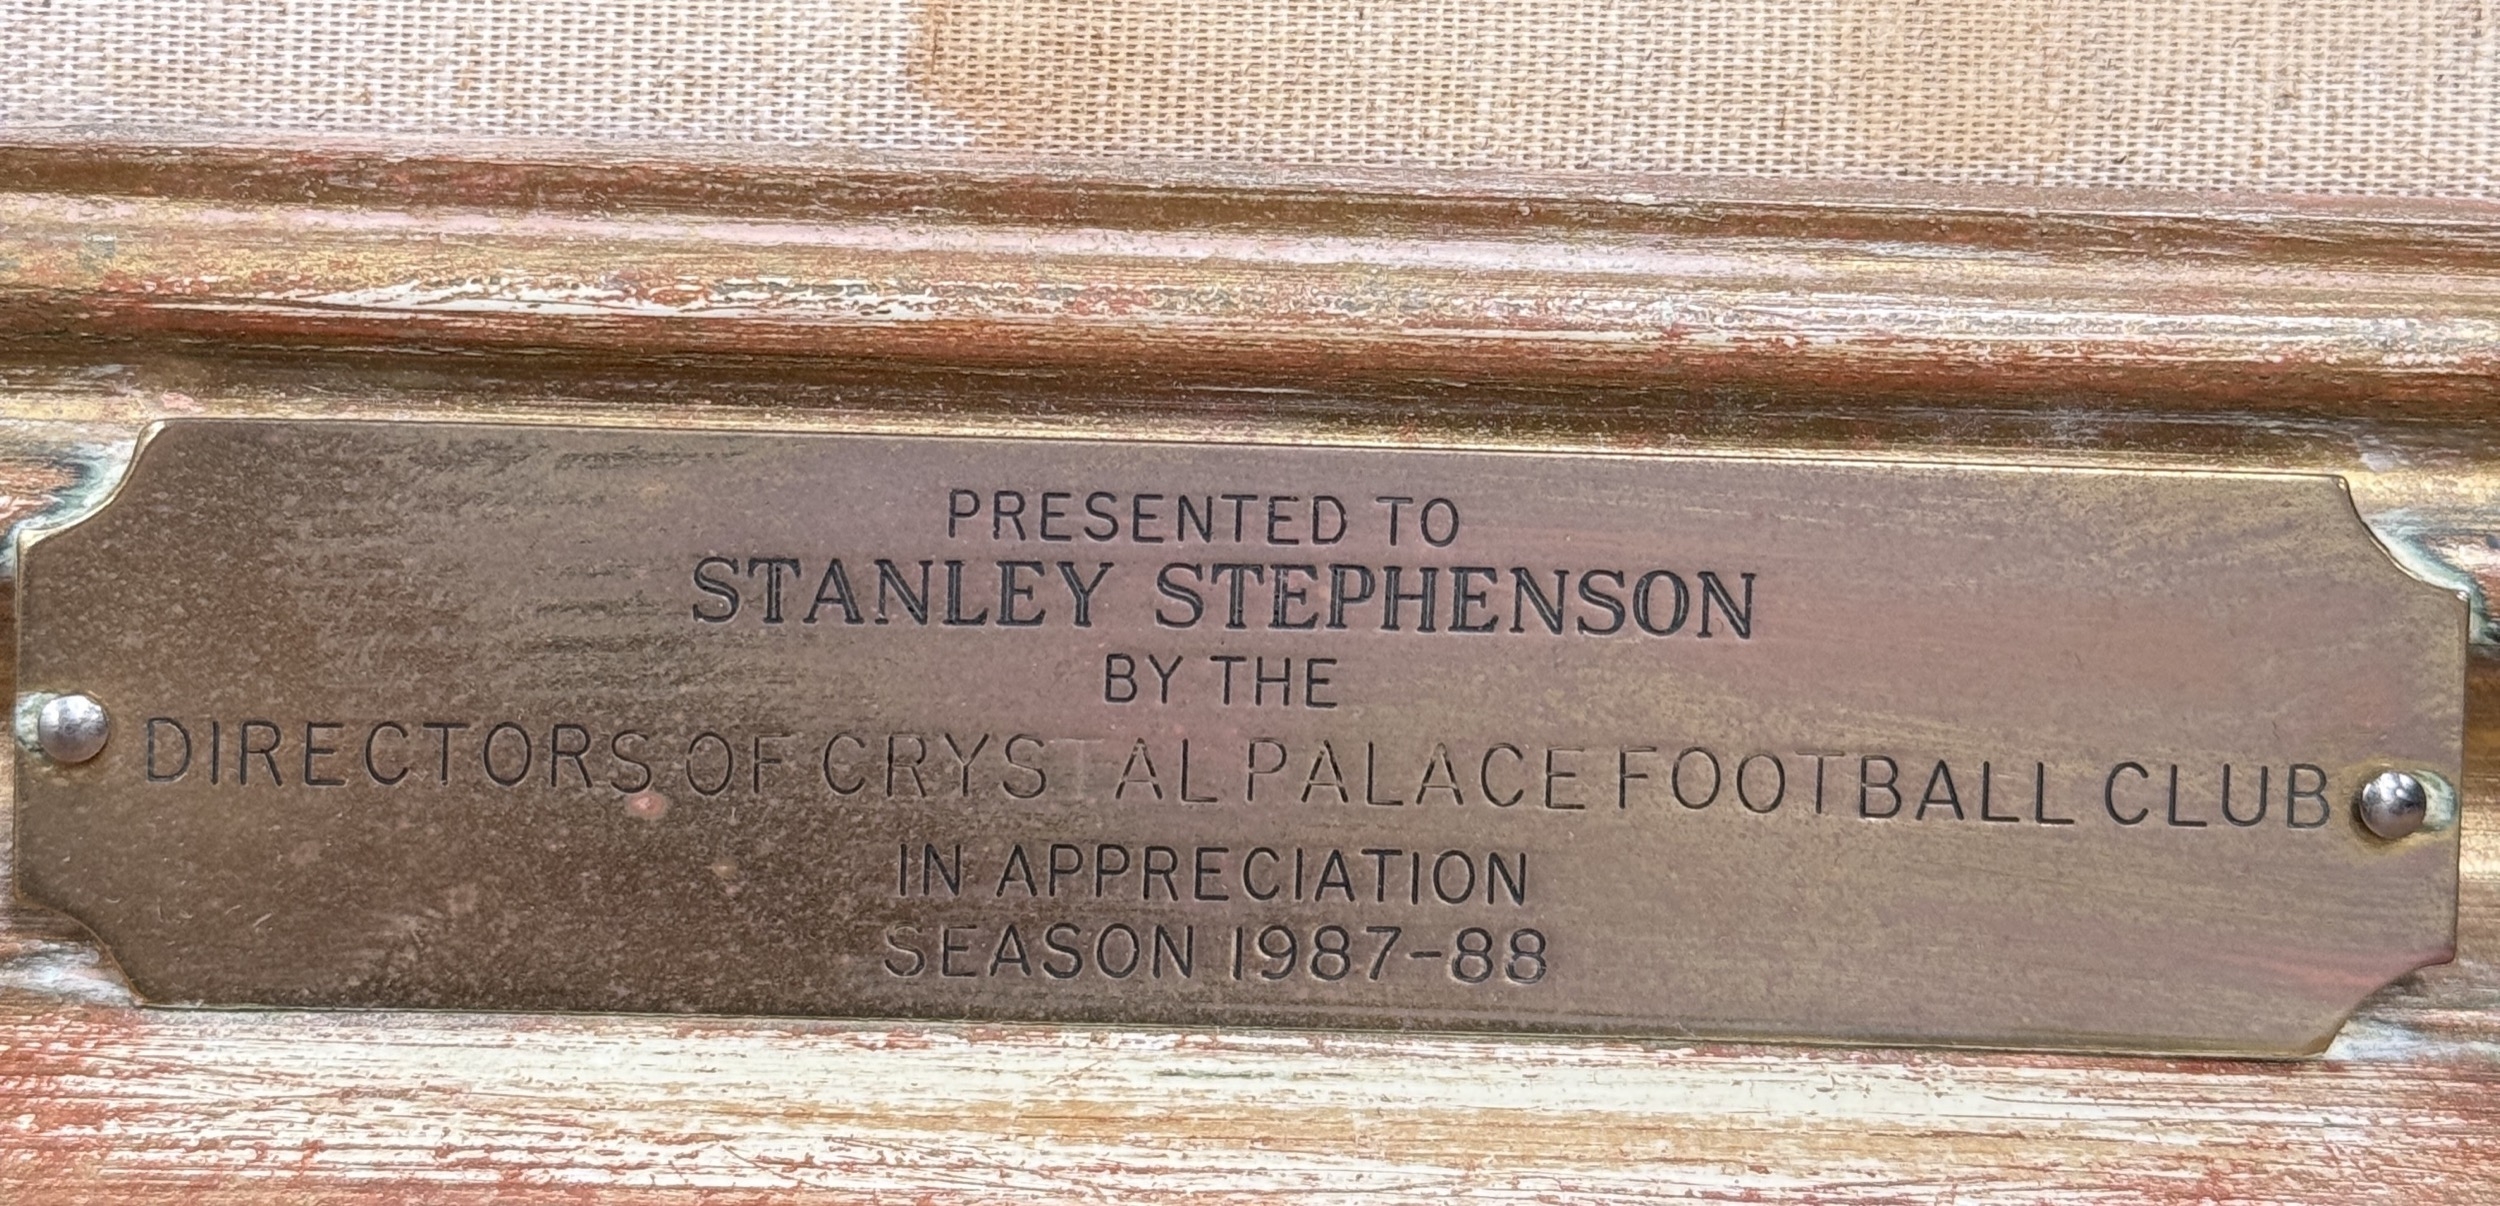 PRESENTED TO
STANLEY STEPHENSON
BY THE
DIRECTORS OF CRYSTAL PALACE FOOTBALL CLUB
IN APPRECIATION
SEASON 1987-88